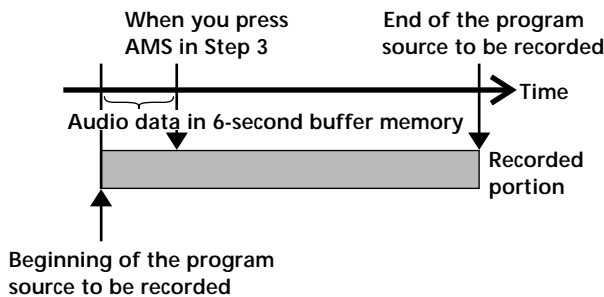 When you press
AMS in Step 3
End of the program
source to be recorded
Time
Audio data in 6-second buffer memory
Recorded
portion
Beginning of the program
source to be recorded